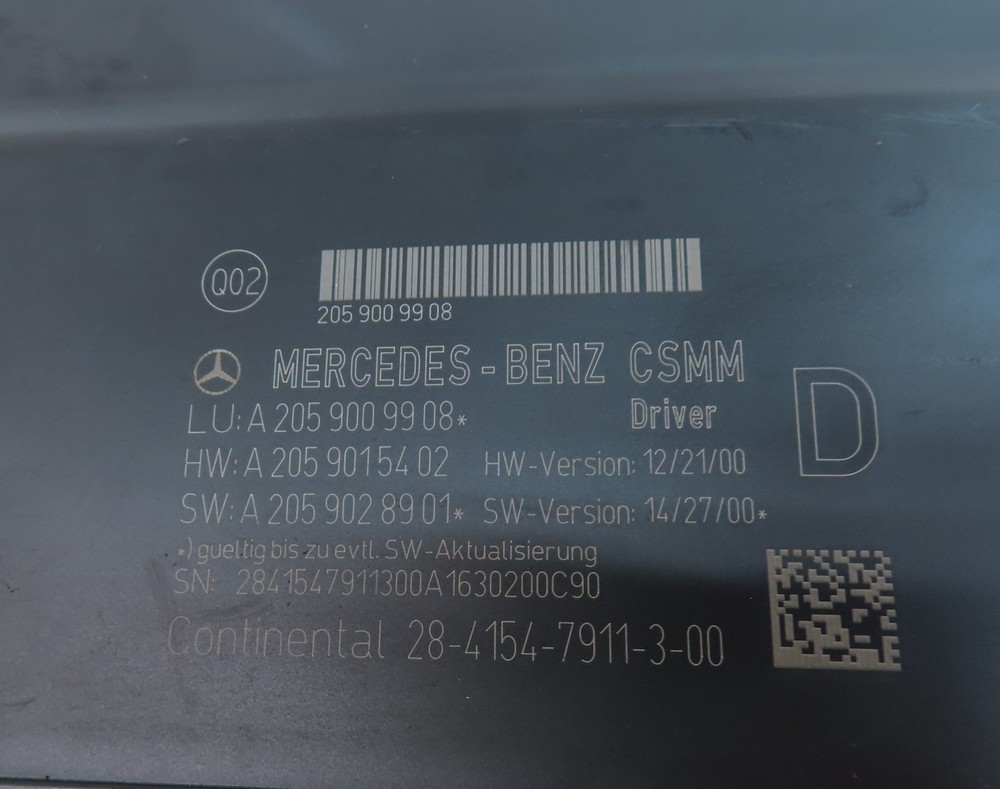 Q02
205 900 99 08
MERCEDES-BENZ CSMM
LU: A 205 900 99 08* Driver
D
HW: A 205 901 54 02 HW-Version: 12/21/00
SW: A 205 902 89 01* SW-Version: 14/27/00*
*) gueltig bis zu evtl. SW-Aktualisierung
SN: 2841547911300A1630200C90
Continental 28-4154-7911-3-00